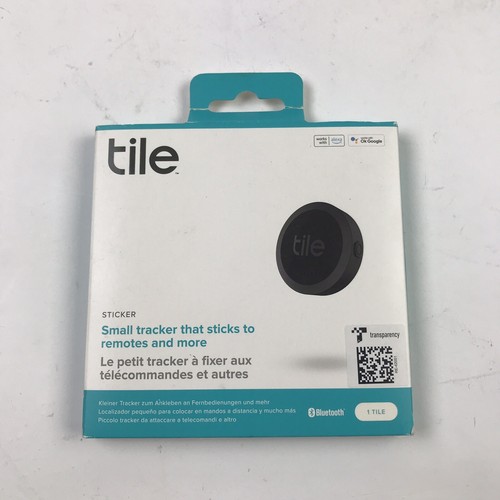 tile
works with alexa
Ok Google
tile
STICKER
Small tracker that sticks to
remotes and more
Le petit tracker à fixer aux
télécommandes et autres
transparency
Kleiner Tracker zum Ankleben an Fernbedienungen und mehr
Localizador pequeño para colocar en mandos a distancia y mucho más
Piccolo tracker da attaccare a telecomandi e altro
Bluetooth
1 TILE